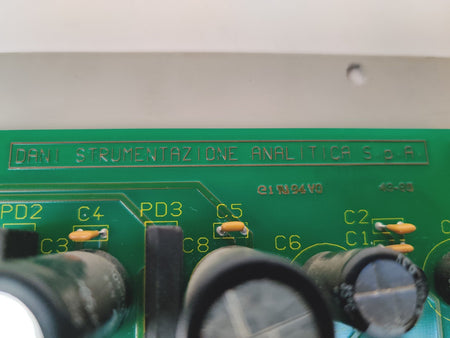 DANI STRUMENTAZIONE ANALITICA S.p.A.
PD2 C4 PD3 C5 C2
C3 C8 C6 C1